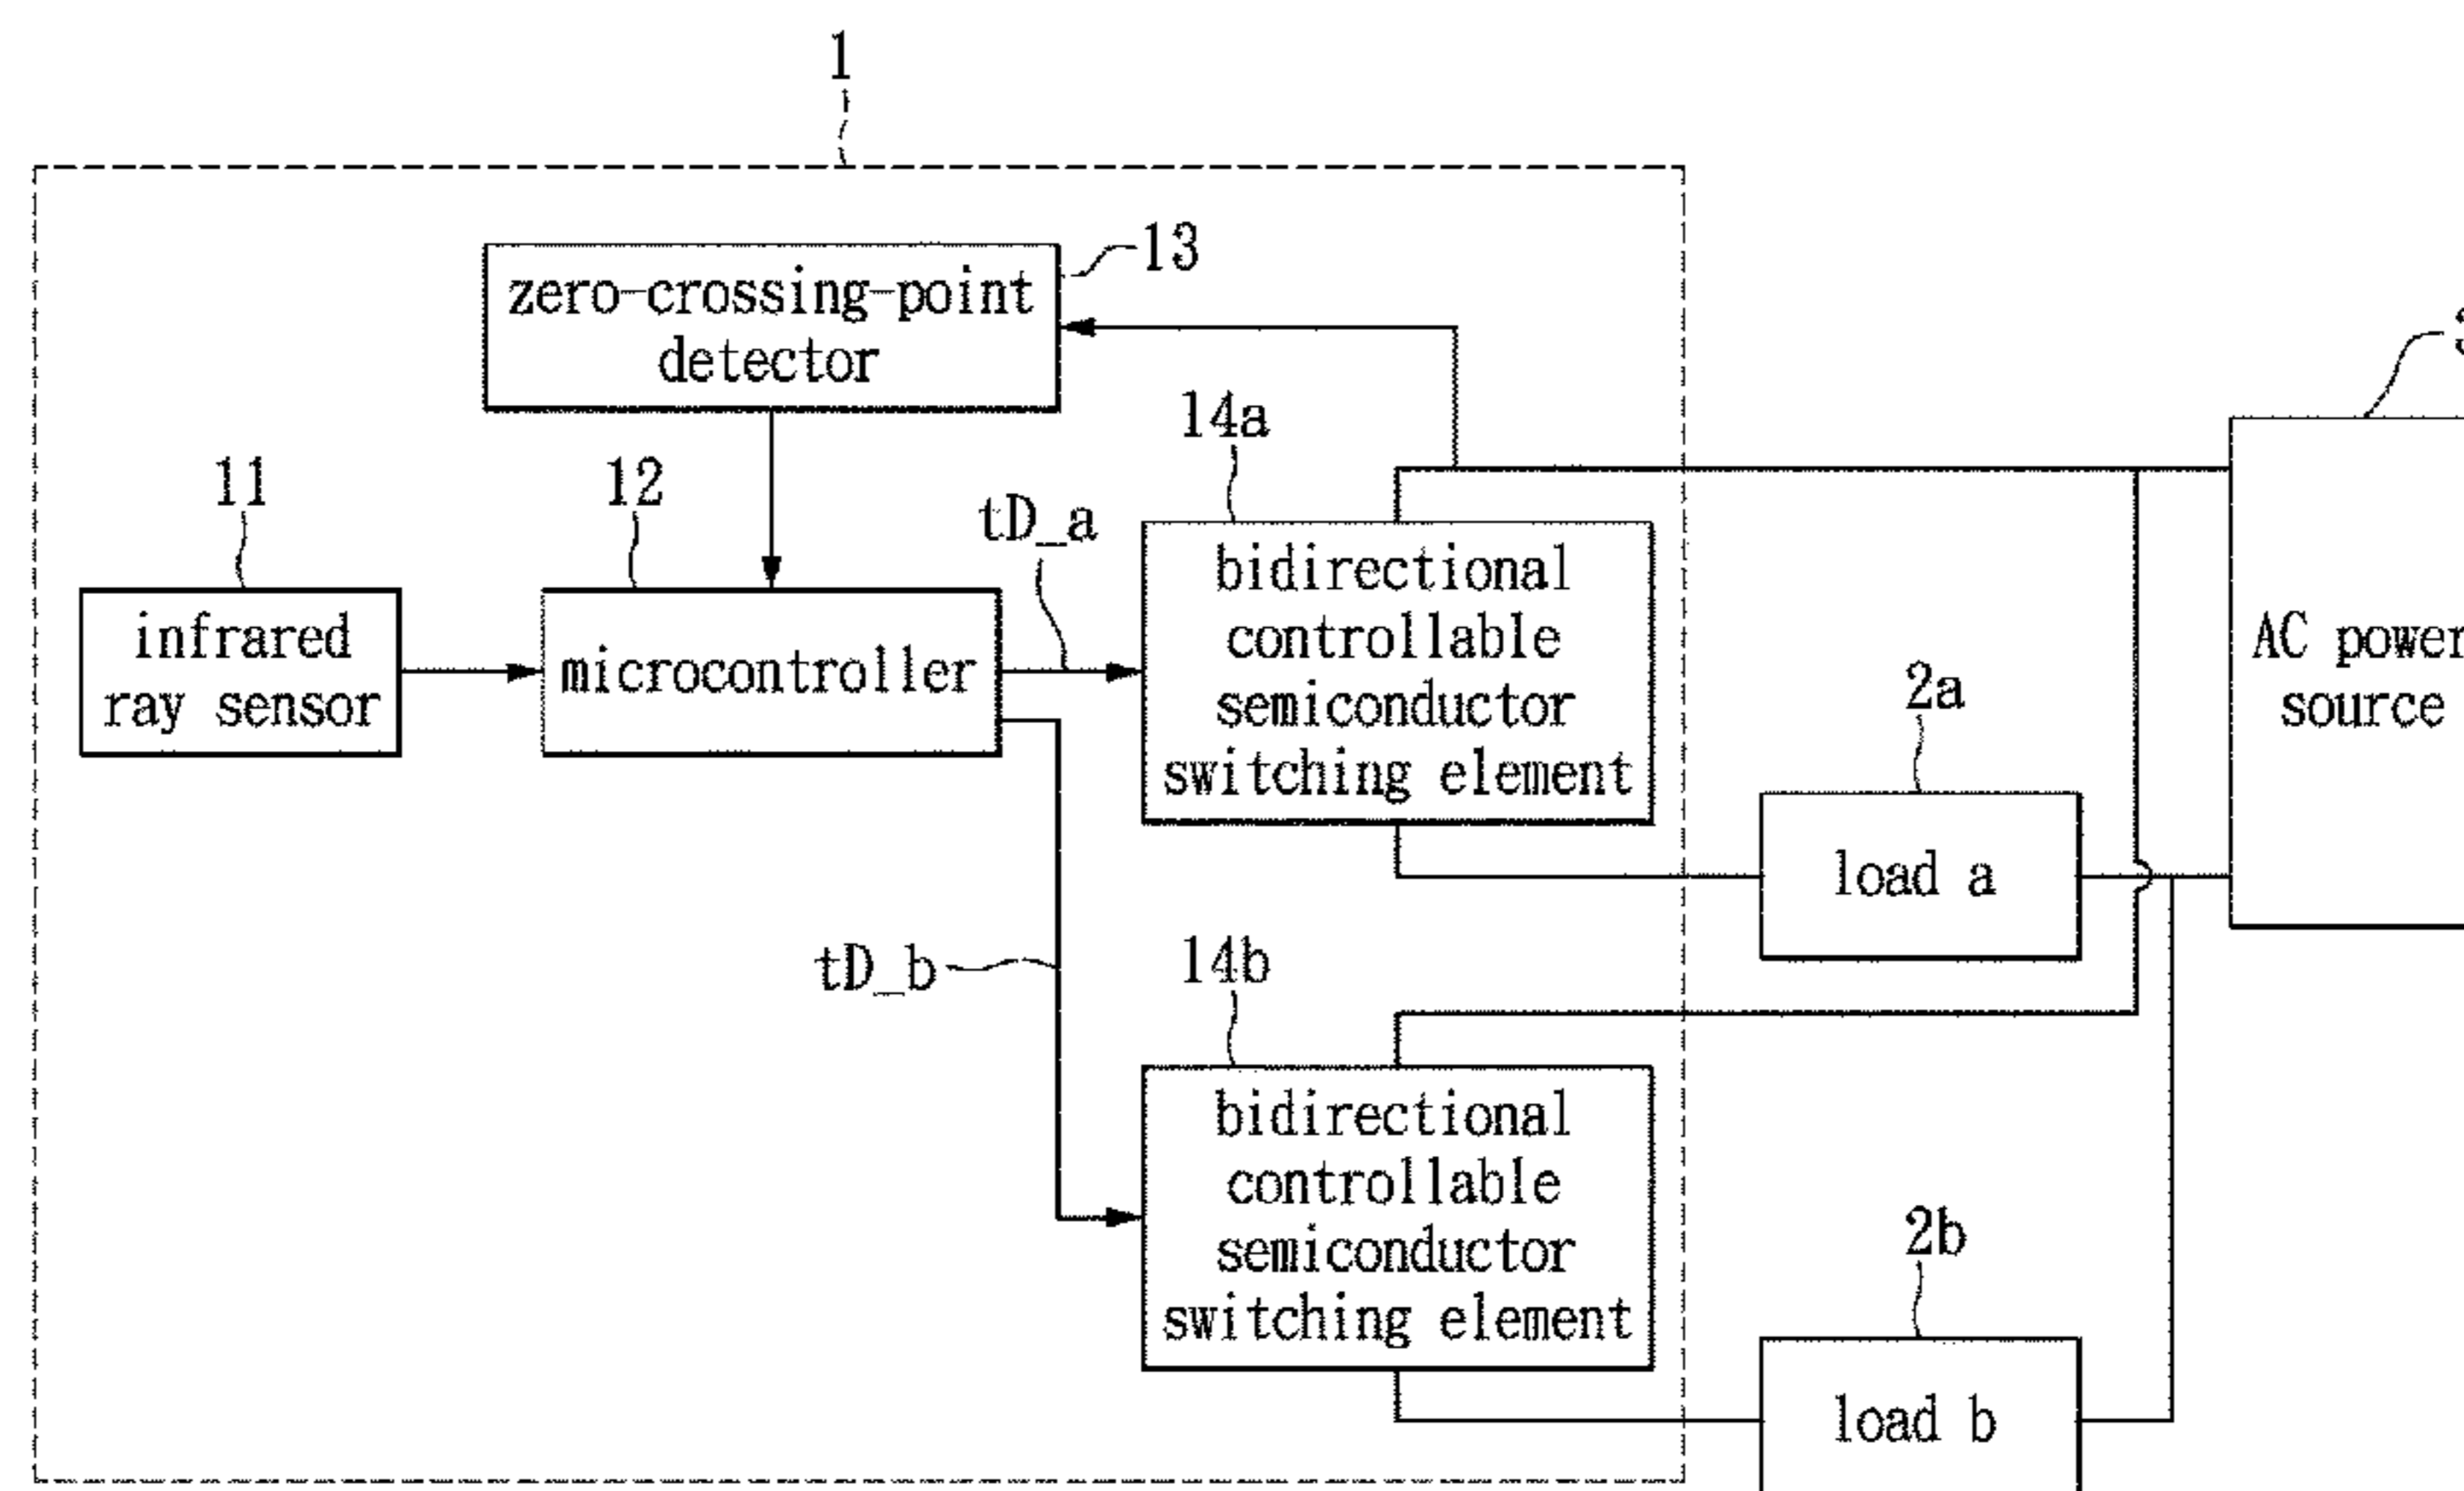 1
13
zero-crossing-point
detector
14a
11
12
tD_a
infrared
ray sensor
microcontroller
bidirectional
controllable
semiconductor
switching element
AC power
source
2a
load a
tD_b
14b
bidirectional
controllable
semiconductor
switching element
2b
load b